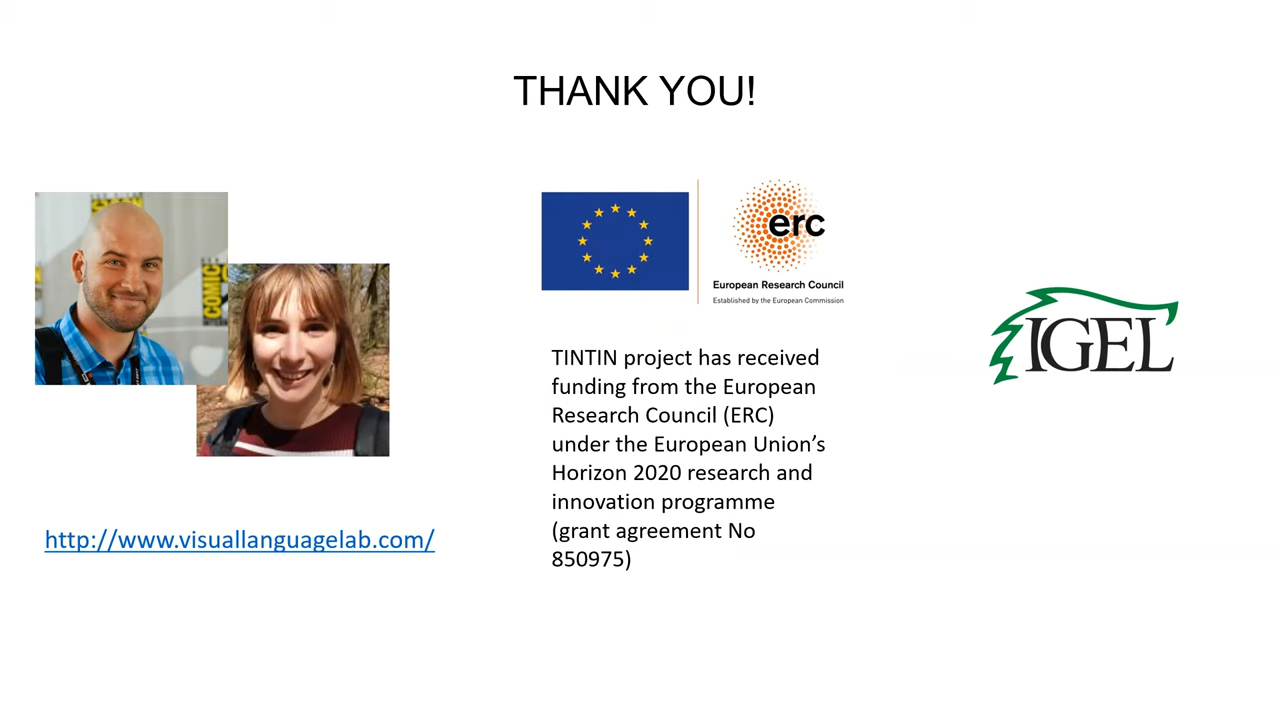 THANK YOU!
COMIC
erc
European Research Council
Established by the European Commission
IGEL
TINTIN project has received
funding from the European
Research Council (ERC)
under the European Union’s
Horizon 2020 research and
innovation programme
(grant agreement No
850975)
http://www.visuallanguagelab.com/